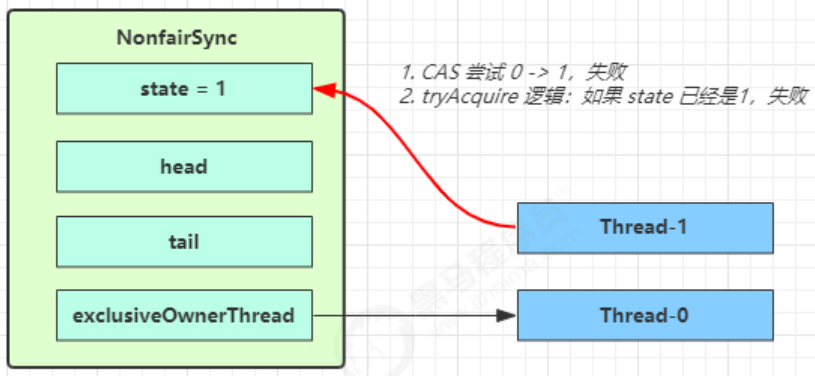 NonfairSync
state = 1
1. CAS 尝试 0 -> 1，失败
2. tryAcquire 逻辑：如果 state 已经是1，失败
head
tail
Thread-1
exclusiveOwnerThread
Thread-0